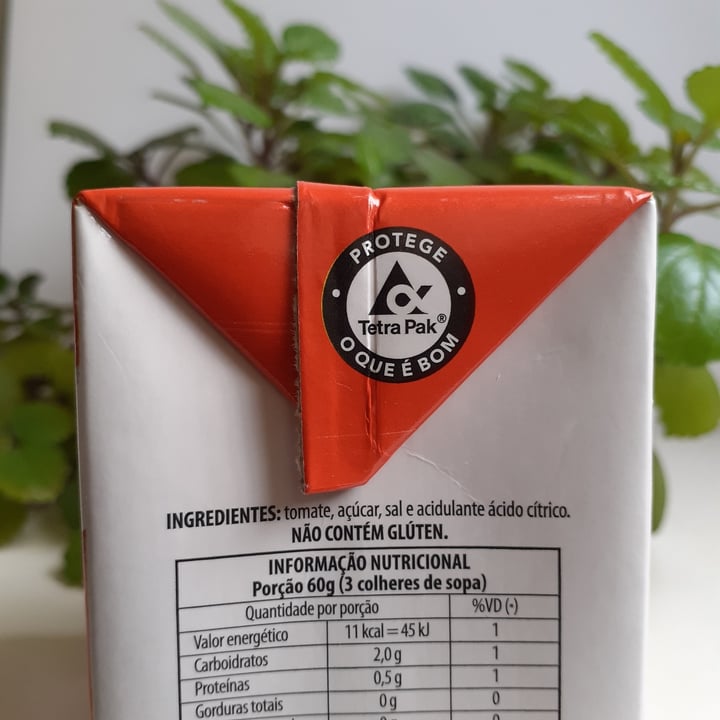 PROTEGE
Tetra Pak®
O QUE É BOM
INGREDIENTES: tomate, açúcar, sal e acidulante ácido cítrico.
NÃO CONTÉM GLÚTEN.
INFORMAÇÃO NUTRICIONAL
Porção 60g (3 colheres de sopa)
Quantidade por porção %VD (*)
Valor energético 11 kcal = 45 kJ 1
Carboidratos 2,0 g 1
Proteínas 0,5 g 1
Gorduras totais 0 g 0